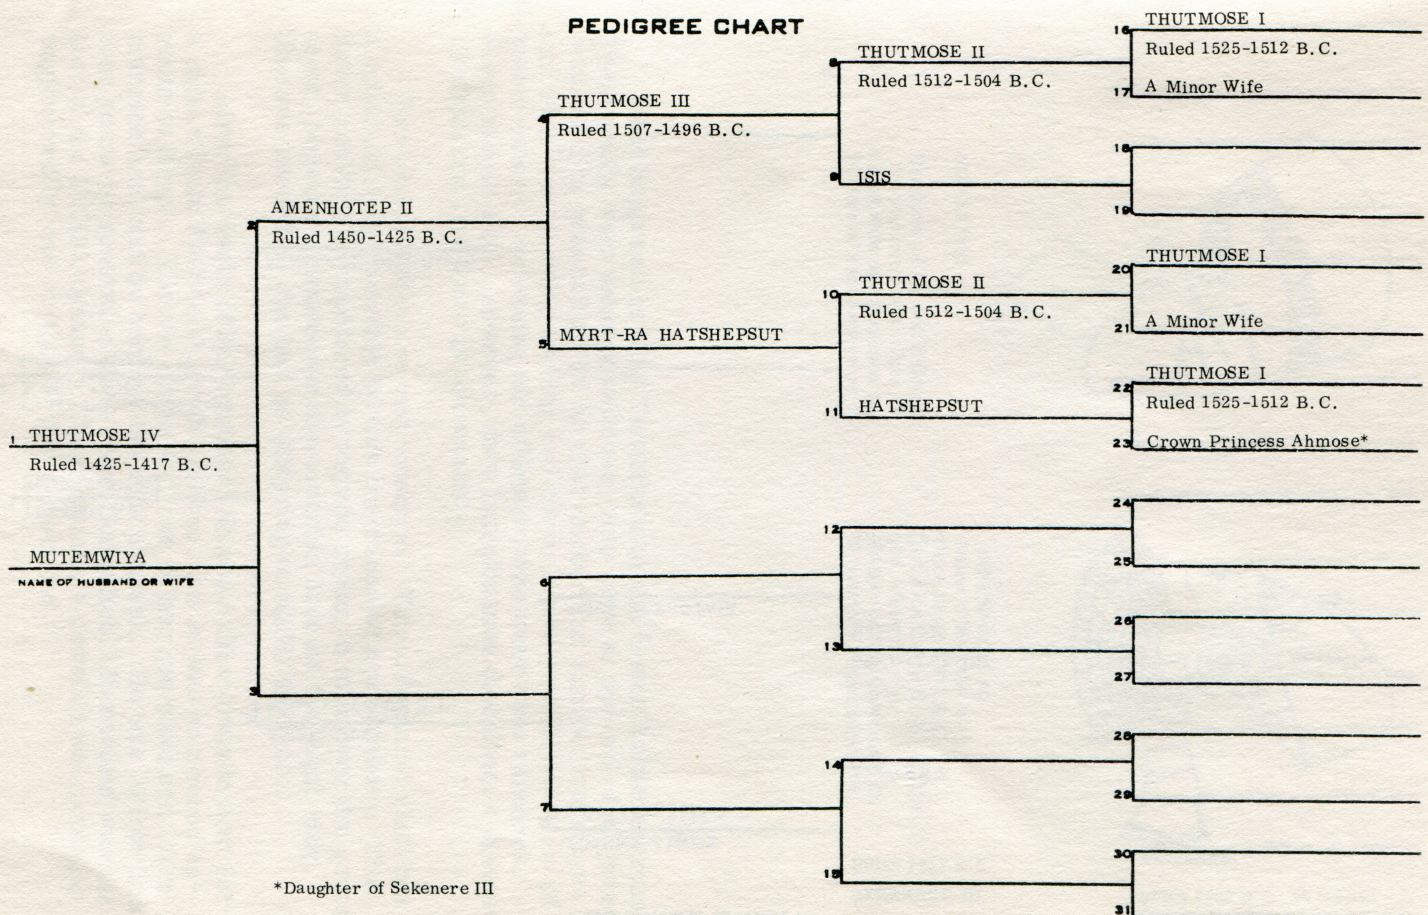 PEDIGREE CHART
16 THUTMOSE I
Ruled 1525-1512 B.C.
17 A Minor Wife
8 THUTMOSE II
Ruled 1512-1504 B.C.
4 THUTMOSE III
Ruled 1507-1496 B.C.
18
9 ISIS
19
2 AMENHOTEP II
Ruled 1450-1425 B.C.
20 THUTMOSE I
10 THUTMOSE II
Ruled 1512-1504 B.C.
21 A Minor Wife
5 MYRT-RA HATSHEPSUT
22 THUTMOSE I
Ruled 1525-1512 B.C.
11 HATSHEPSUT
23 Crown Princess Ahmose*
1 THUTMOSE IV
Ruled 1425-1417 B.C.
24
12
25
MUTEMWIYA
NAME OF HUSBAND OR WIFE
6
26
13
27
3
28
14
29
7
30
15
31
*Daughter of Sekenere III